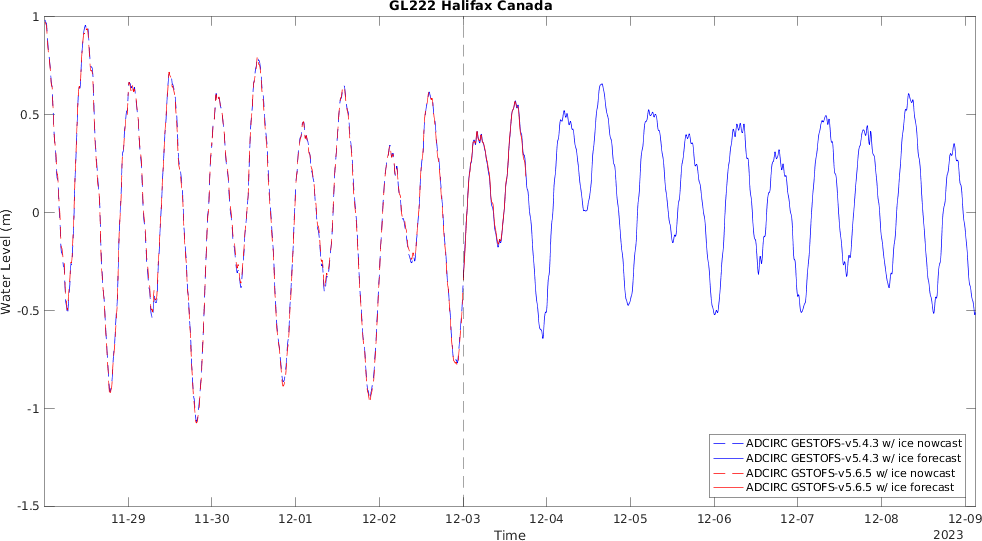 GL222 Halifax Canada
1
0.5
0
-0.5
-1
-1.5
Water Level (m)
11-29 11-30 12-01 12-02 12-03 12-04 12-05 12-06 12-07 12-08 12-09
2023
Time
ADCIRC GESTOFS-v5.4.3 w/ ice nowcast
ADCIRC GESTOFS-v5.4.3 w/ ice forecast
ADCIRC GSTOFS-v5.6.5 w/ ice nowcast
ADCIRC GSTOFS-v5.6.5 w/ ice forecast